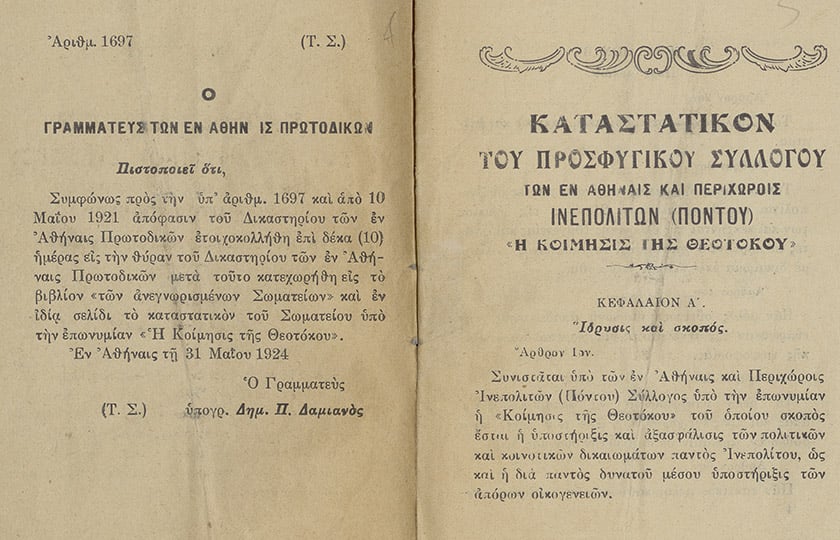 Ἀριθμ. 1697 (Τ. Σ.)
Ο
ΓΡΑΜΜΑΤΕΥΣ ΤΩΝ ΕΝ ΑΘΗΝ ΙΣ ΠΡΩΤΟΔΙΚΩΝ
Πιστοποιεῖ ὅτι,
Συμφώνως πρὸς τὴν ὑπ' ἀριθμ. 1697 καὶ ἀπὸ 10
Μαΐου 1921 ἀπόφασιν τοῦ Δικαστηρίου τῶν ἐν
Ἀθήναις Πρωτοδικῶν ἐτοιχοκολλήθη ἐπὶ δέκα (10)
ἡμέρας εἰς τὴν θύραν τοῦ Δικαστηρίου τῶν ἐν Ἀθή-
ναις Πρωτοδικῶν μετὰ τοῦτο κατεχωρήθη εἰς τὸ
βιβλίον «τῶν ἀνεγνωρισμένων Σωματείων» καὶ ἐν
ἰδίᾳ σελίδι τὸ καταστατικὸν τοῦ Σωματείου ὑπὸ
τὴν ἐπωνυμίαν «Ἡ Κοίμησις τῆς Θεοτόκου».
Ἐν Ἀθήναις τῇ 31 Μαΐου 1924
Ὁ Γραμματεὺς
(Τ. Σ.) ὑπογρ. Δημ. Π. Δαμιανὸς
ΚΑΤΑΣΤΑΤΙΚΟΝ
ΤΟΥ ΠΡΟΣΦΥΓΙΚΟΥ ΣΥΛΛΟΓΟΥ
ΤΩΝ ΕΝ ΑΘΗΝΑΙΣ ΚΑΙ ΠΕΡΙΧΩΡΟΙΣ
ΙΝΕΠΟΛΙΤΩΝ (ΠΟΝΤΟΥ)
«Η ΚΟΙΜΗΣΙΣ ΤΗΣ ΘΕΟΤΟΚΟΥ»
ΚΕΦΑΛΑΙΟΝ Α΄.
Ἵδρυσις καὶ σκοπός.
Ἄρθρον 1ον.
Συνιστᾶται ὑπὸ τῶν ἐν Ἀθήναις καὶ Περιχώροις
Ἰνεπολιτῶν (Πόντου) Σύλλογος ὑπὸ τὴν ἐπωνυμίαν
ἡ «Κοίμησις τῆς Θεοτόκου» τοῦ ὁποίου σκοπὸς
ἔσται ἡ ὑποστήριξις καὶ ἀξασφάλισις τῶν πολιτικῶν
καὶ κοινοτικῶν δικαιωμάτων παντὸς Ἰνεπολίτου, ὡς
καὶ ἡ διὰ παντὸς δυνατοῦ μέσου ὑποστήριξις τῶν
ἀπόρων οἰκογενειῶν.